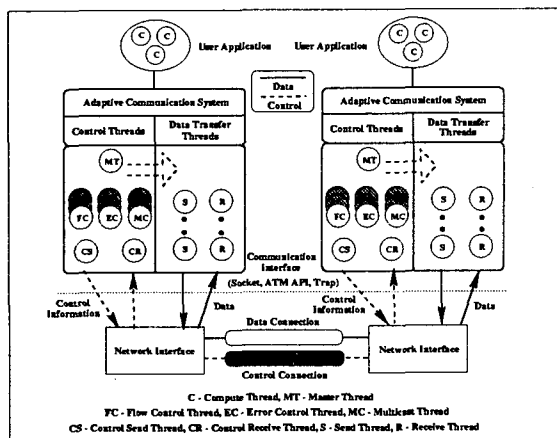 C C C
User Application
User Application
C C C
Data
Control
Adaptive Communication System
Control Threads
Data Transfer Threads
MT
FC EC MC
S R
S R
CS CR
Adaptive Communication System
Control Threads
Data Transfer Threads
MT
FC EC MC
S R
S R
CS CR
Communication Interface
(Socket, ATM API, Trap)
Control Information
Data
Control Information
Data
Network Interface
Data Connection
Control Connection
Network Interface
C - Compute Thread, MT - Master Thread
FC - Flow Control Thread, EC - Error Control Thread, MC - Multicast Thread
CS - Control Send Thread, CR - Control Receive Thread, S - Send Thread, R - Receive Thread